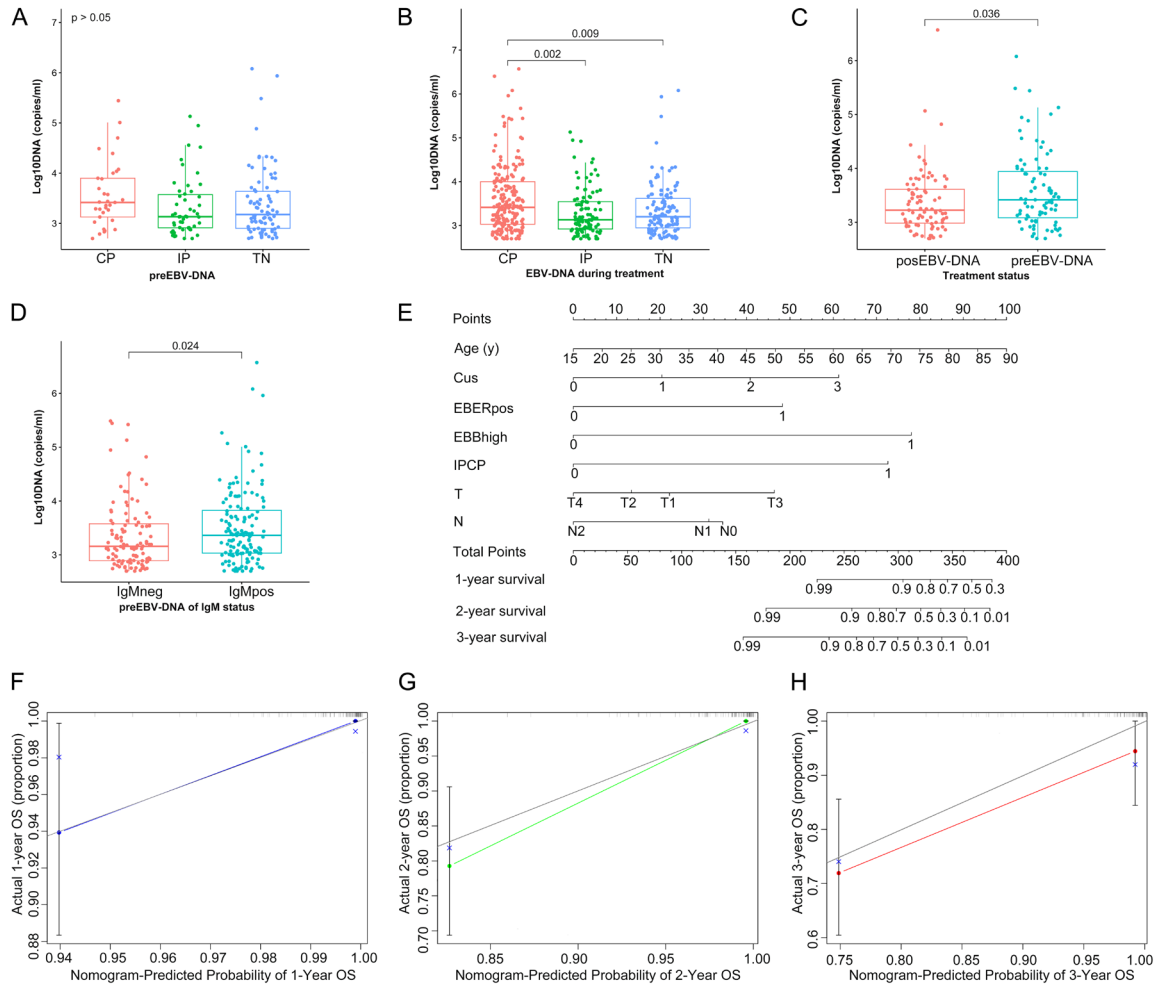 A
p > 0.05
7
6
5
4
3
Log10DNA (copies/ml)
CP IP TN
preEBV-DNA
B
0.009
0.002
7
6
5
4
3
Log10DNA (copies/ml)
CP IP TN
EBV-DNA during treatment
C
0.036
6
5
4
3
Log10DNA (copies/ml)
posEBV-DNA preEBV-DNA
Treatment status
D
0.024
6
5
4
3
Log10DNA (copies/ml)
IgMneg IgMpos
preEBV-DNA of IgM status
E
Points 0 10 20 30 40 50 60 70 80 90 100
Age (y)
15 20 25 30 35 40 45 50 55 60 65 70 75 80 85 90
Cus
0 1 2 3
EBERpos
0 1
EBBhigh
0 1
IPCP
0 1
T
T4 T2 T1 T3
N
N2 N1 N0
Total Points 0 50 100 150 200 250 300 350 400
1-year survival
0.99 0.9 0.8 0.7 0.5 0.3
2-year survival
0.99 0.9 0.8 0.7 0.5 0.3 0.1 0.01
3-year survival
0.99 0.9 0.8 0.7 0.5 0.3 0.1 0.01
F
Actual 1-year OS (proportion)
0.88 0.90 0.92 0.94 0.96 0.98 1.00
0.94 0.95 0.96 0.97 0.98 0.99 1.00
Nomogram-Predicted Probability of 1-Year OS
G
Actual 2-year OS (proportion)
0.70 0.75 0.80 0.85 0.90 0.95 1.00
0.85 0.90 0.95 1.00
Nomogram-Predicted Probability of 2-Year OS
H
Actual 3-year OS (proportion)
0.6 0.7 0.8 0.9 1.00
0.75 0.80 0.85 0.90 0.95 1.00
Nomogram-Predicted Probability of 3-Year OS